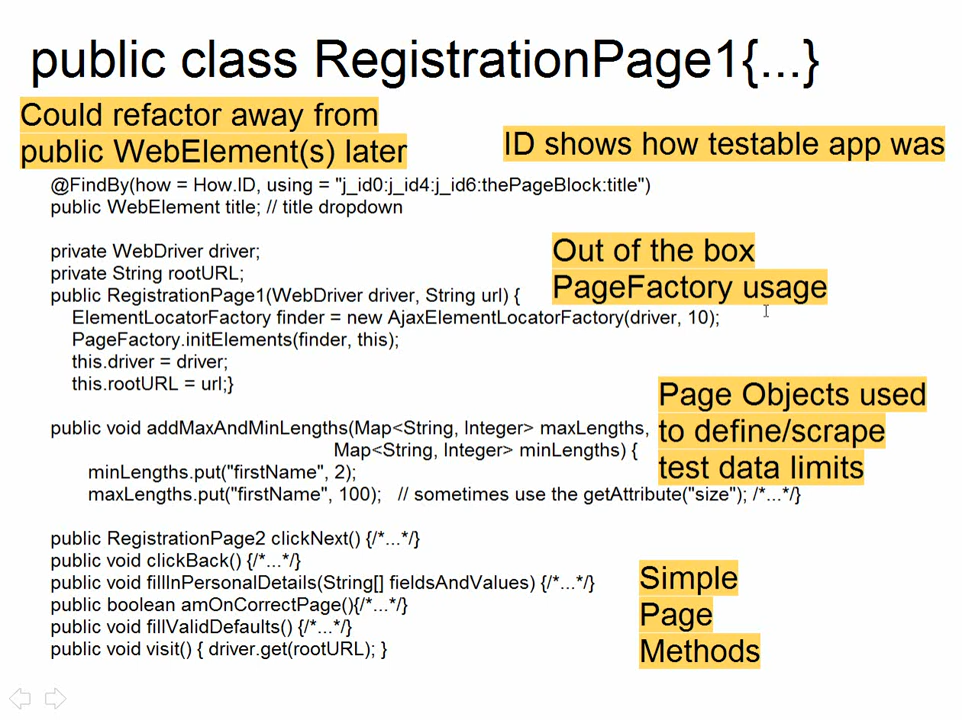 public class RegistrationPage1{...}
Could refactor away from
public WebElement(s) later
ID shows how testable app was
@FindBy(how = How.ID, using = "j_id0:j_id4:j_id6:thePageBlock:title")
public WebElement title; // title dropdown
private WebDriver driver;
private String rootURL;
public RegistrationPage1(WebDriver driver, String url) {
Out of the box
PageFactory usage
ElementLocatorFactory finder = new AjaxElementLocatorFactory(driver, 10);
PageFactory.initElements(finder, this);
this.driver = driver;
this.rootURL = url;}
Page Objects used
to define/scrape
test data limits
public void addMaxAndMinLengths(Map<String, Integer> maxLengths,
Map<String, Integer> minLengths) {
minLengths.put("firstName", 2);
maxLengths.put("firstName", 100);   // sometimes use the getAttribute("size"); /*...*/}
public RegistrationPage2 clickNext() {/*...*/}
public void clickBack() {/*...*/}
public void fillInPersonalDetails(String[] fieldsAndValues) {/*...*/}
public boolean amOnCorrectPage(){/*...*/}
public void fillValidDefaults() {/*...*/}
public void visit() { driver.get(rootURL); }
Simple
Page
Methods